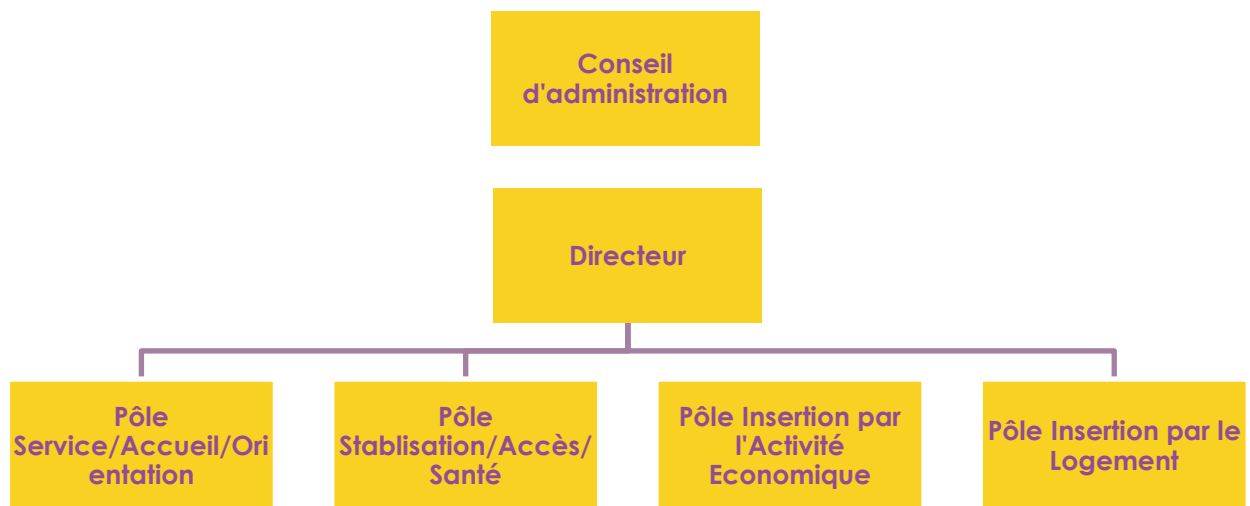 Conseil
d'administration
Directeur
Pôle
Service/Accueil/Ori
entation
Pôle
Stablisation/Accès/
Santé
Pôle Insertion par
l'Activité
Economique
Pôle Insertion par le
Logement